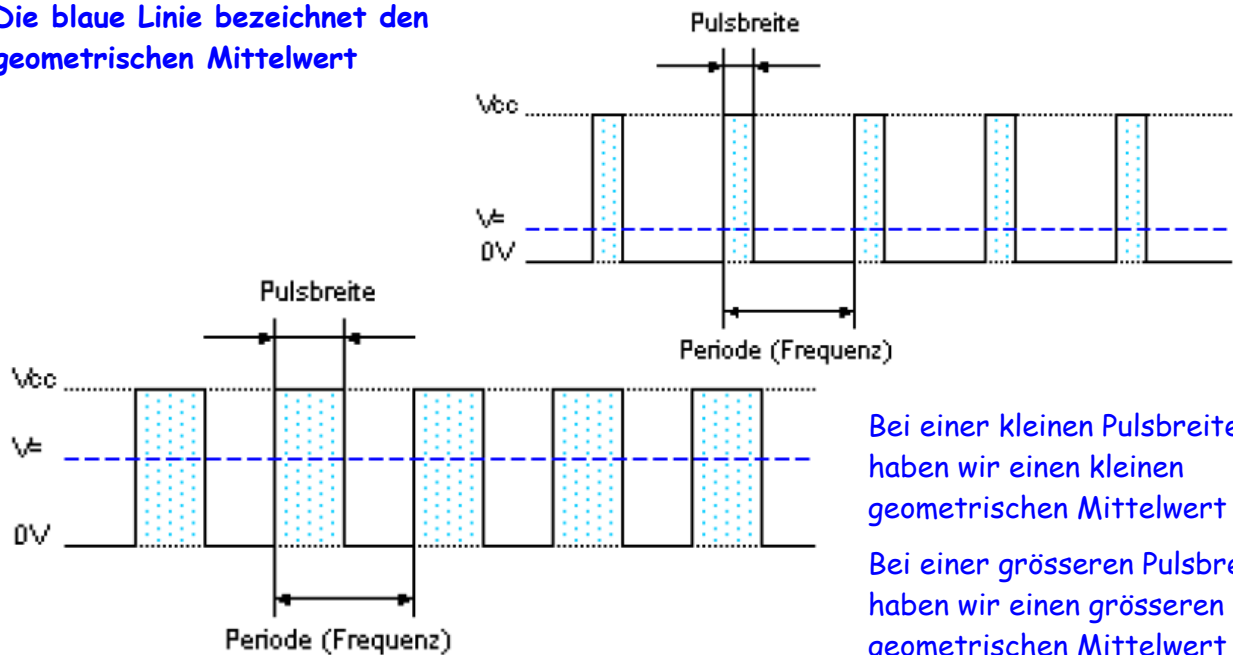 Die blaue Linie bezeichnet den
geometrischen Mittelwert
Pulsbreite
Vcc
V=
0V
Periode (Frequenz)
Pulsbreite
Vcc
V=
0V
Periode (Frequenz)
Bei einer kleinen Pulsbreite
haben wir einen kleinen
geometrischen Mittelwert
Bei einer grösseren
haben wir einen grösseren
geometrischen Mittelwert